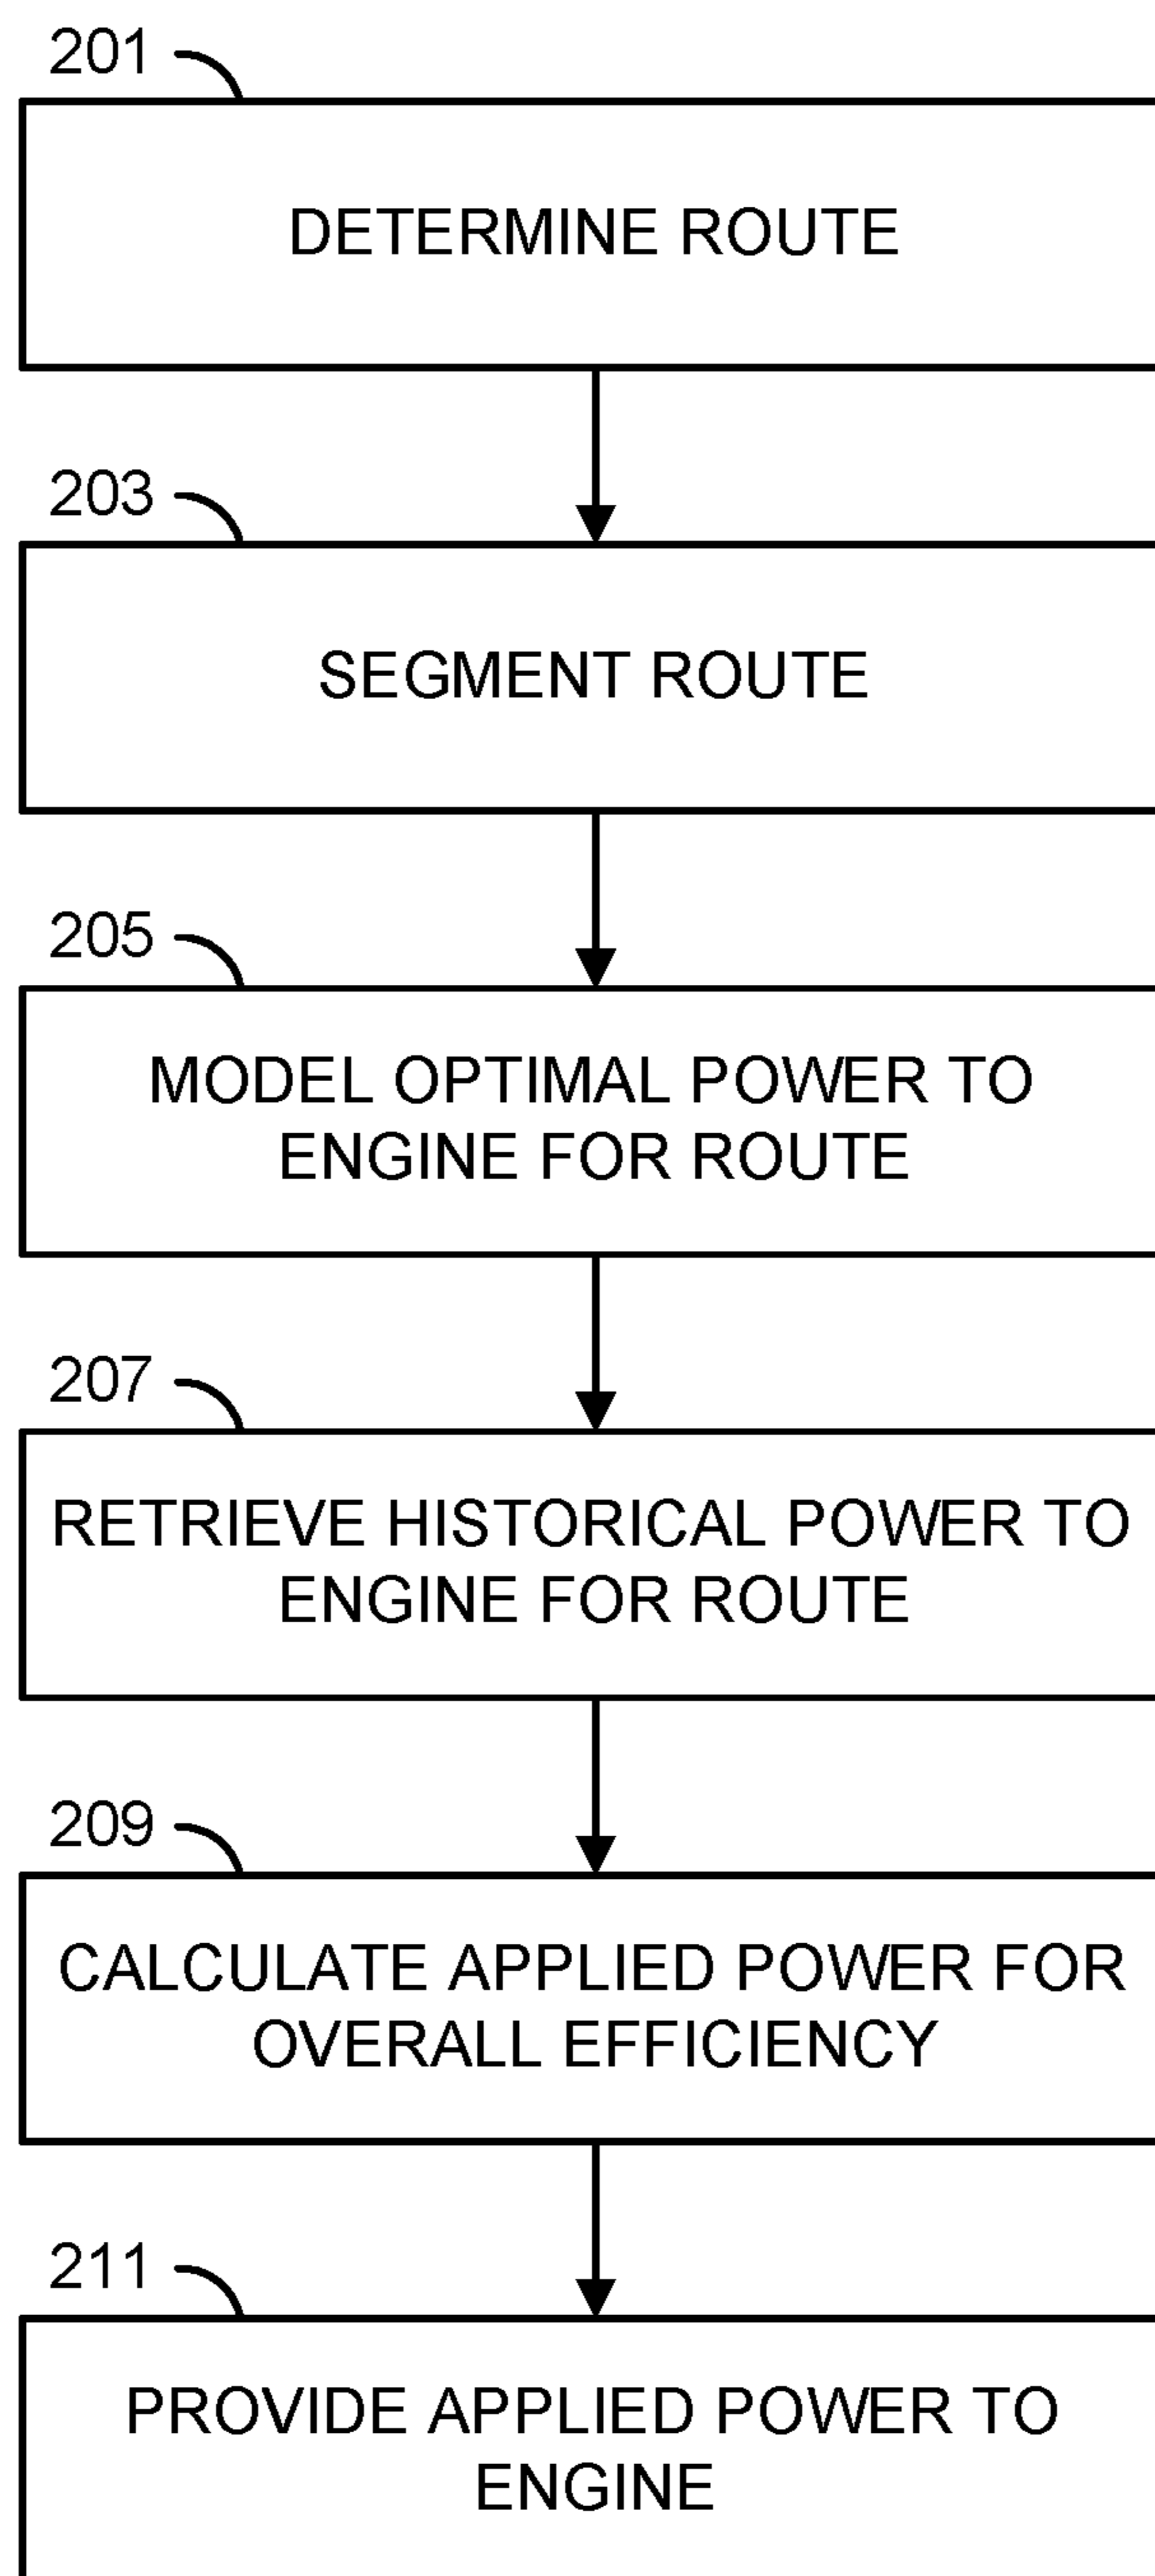 201
DETERMINE ROUTE
203
SEGMENT ROUTE
205
MODEL OPTIMAL POWER TO
ENGINE FOR ROUTE
207
RETRIEVE HISTORICAL POWER TO
ENGINE FOR ROUTE
209
CALCULATE APPLIED POWER FOR
OVERALL EFFICIENCY
211
PROVIDE APPLIED POWER TO
ENGINE